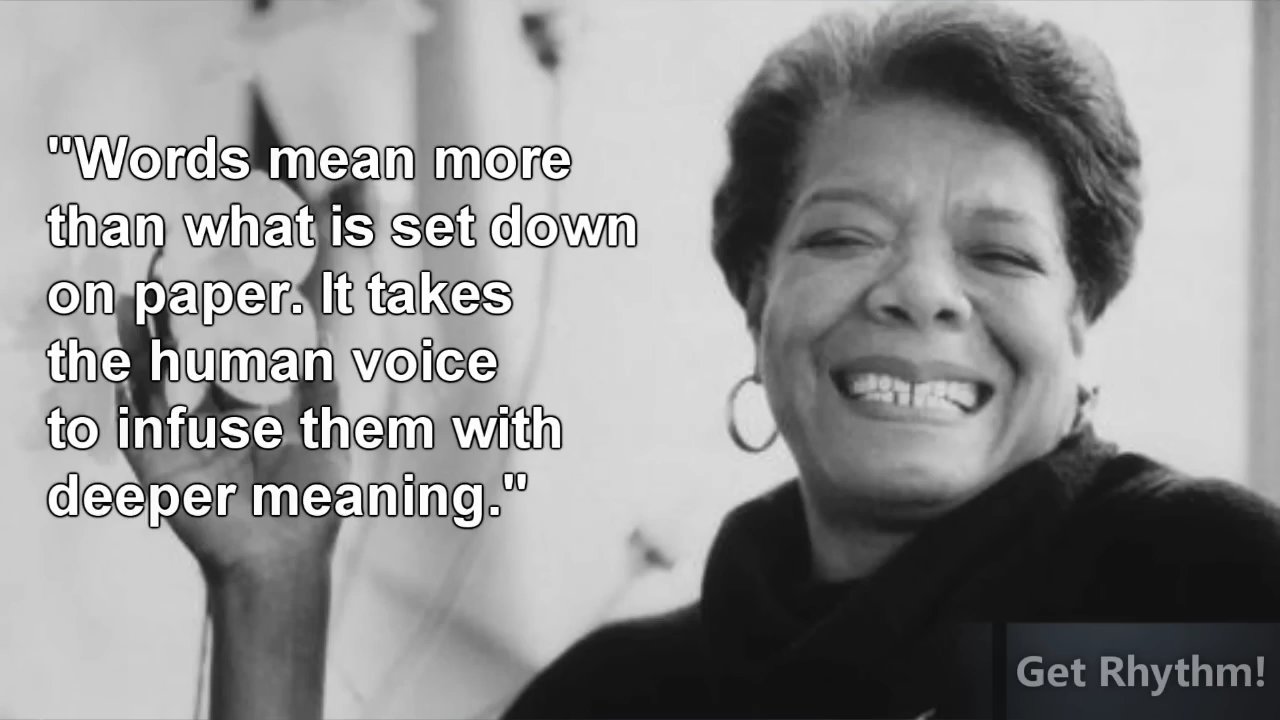 "Words mean more
than what is set down
on paper. It takes
the human voice
to infuse them with
deeper meaning."
Get Rhythm!